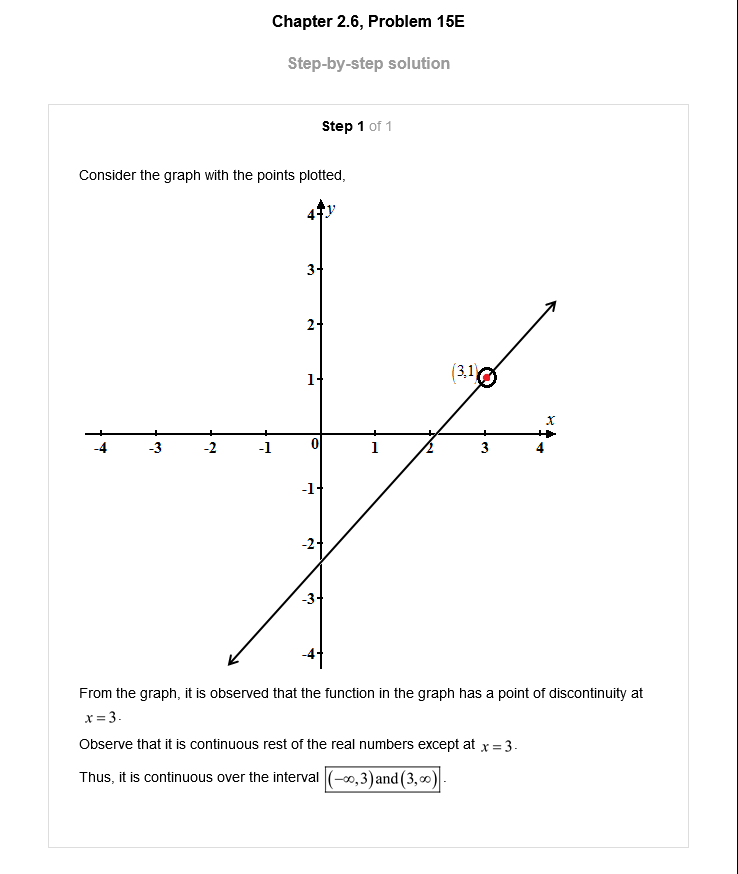 Chapter 2.6, Problem 15E
Step-by-step solution
Step 1 of 1
Consider the graph with the points plotted,
4 y
3
2
(3,1)
1
x
-4 -3 -2 -1 0 1 2 3 4
-1
-2
-3
-4
From the graph, it is observed that the function in the graph has a point of discontinuity at
x = 3.
Observe that it is continuous rest of the real numbers except at x = 3.
Thus, it is continuous over the interval (−∞,3) and (3,∞).